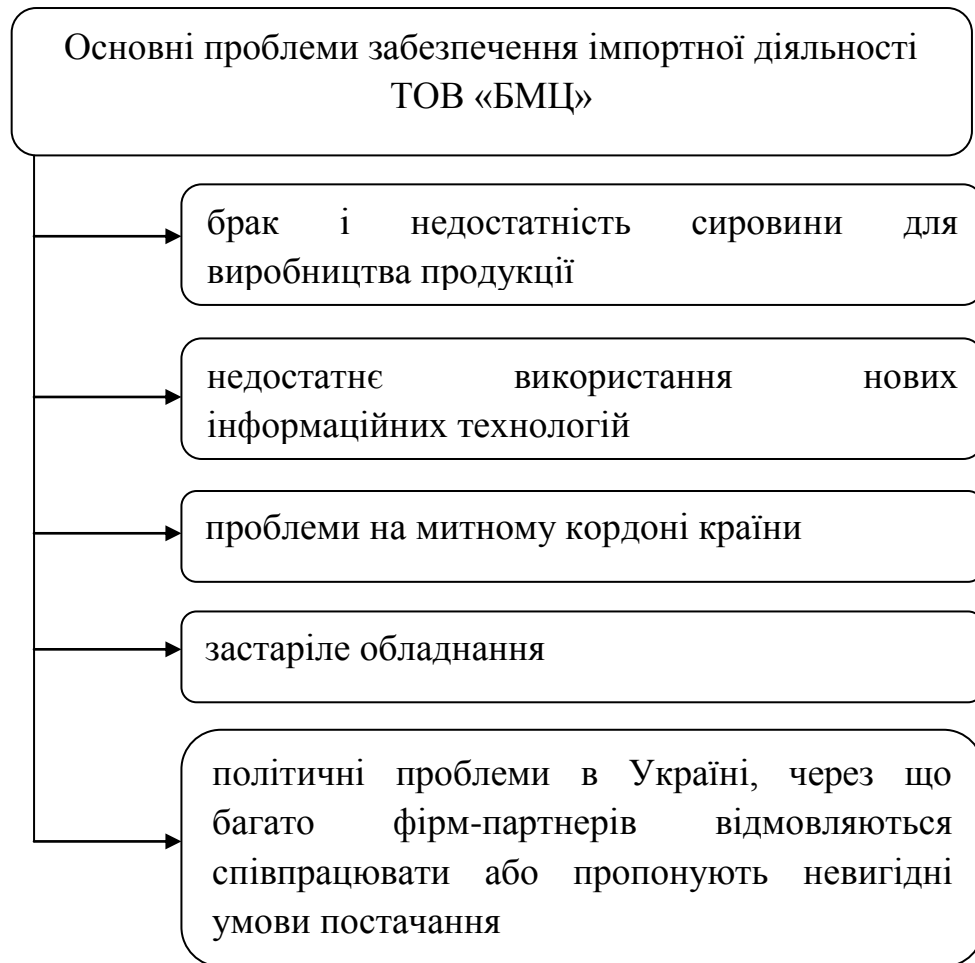 Основні проблеми забезпечення імпортної діяльності
ТОВ «БМЦ»
брак і недостатність сировини для
виробництва продукції
недостатнє використання нових
інформаційних технологій
проблеми на митному кордоні країни
застаріле обладнання
політичні проблеми в Україні, через що
багато фірм-партнерів відмовляються
співпрацювати або пропонують невигідні
умови постачання